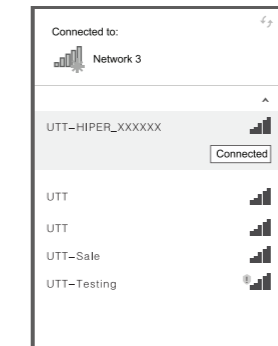 Connected to:
Network 3
UTT-HIPER_XXXXXX
Connected
UTT
UTT
UTT-Sale
UTT-Testing